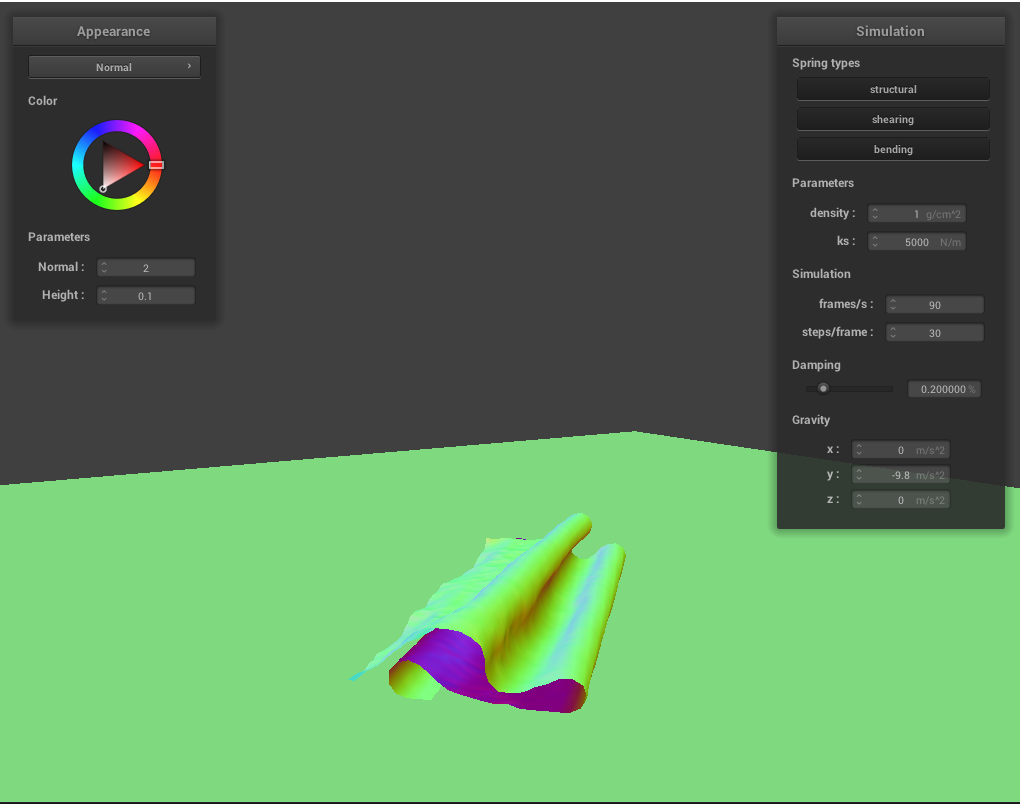 Appearance
Normal
Color
Parameters
Normal : 2
Height : 0.1
Simulation
Spring types
structural
shearing
bending
Parameters
density : 1 g/cm^2
ks : 5000 N/m
Simulation
frames/s : 90
steps/frame : 30
Damping
0.200000 %
Gravity
x : 0 m/s^2
y : -9.8 m/s^2
z : 0 m/s^2